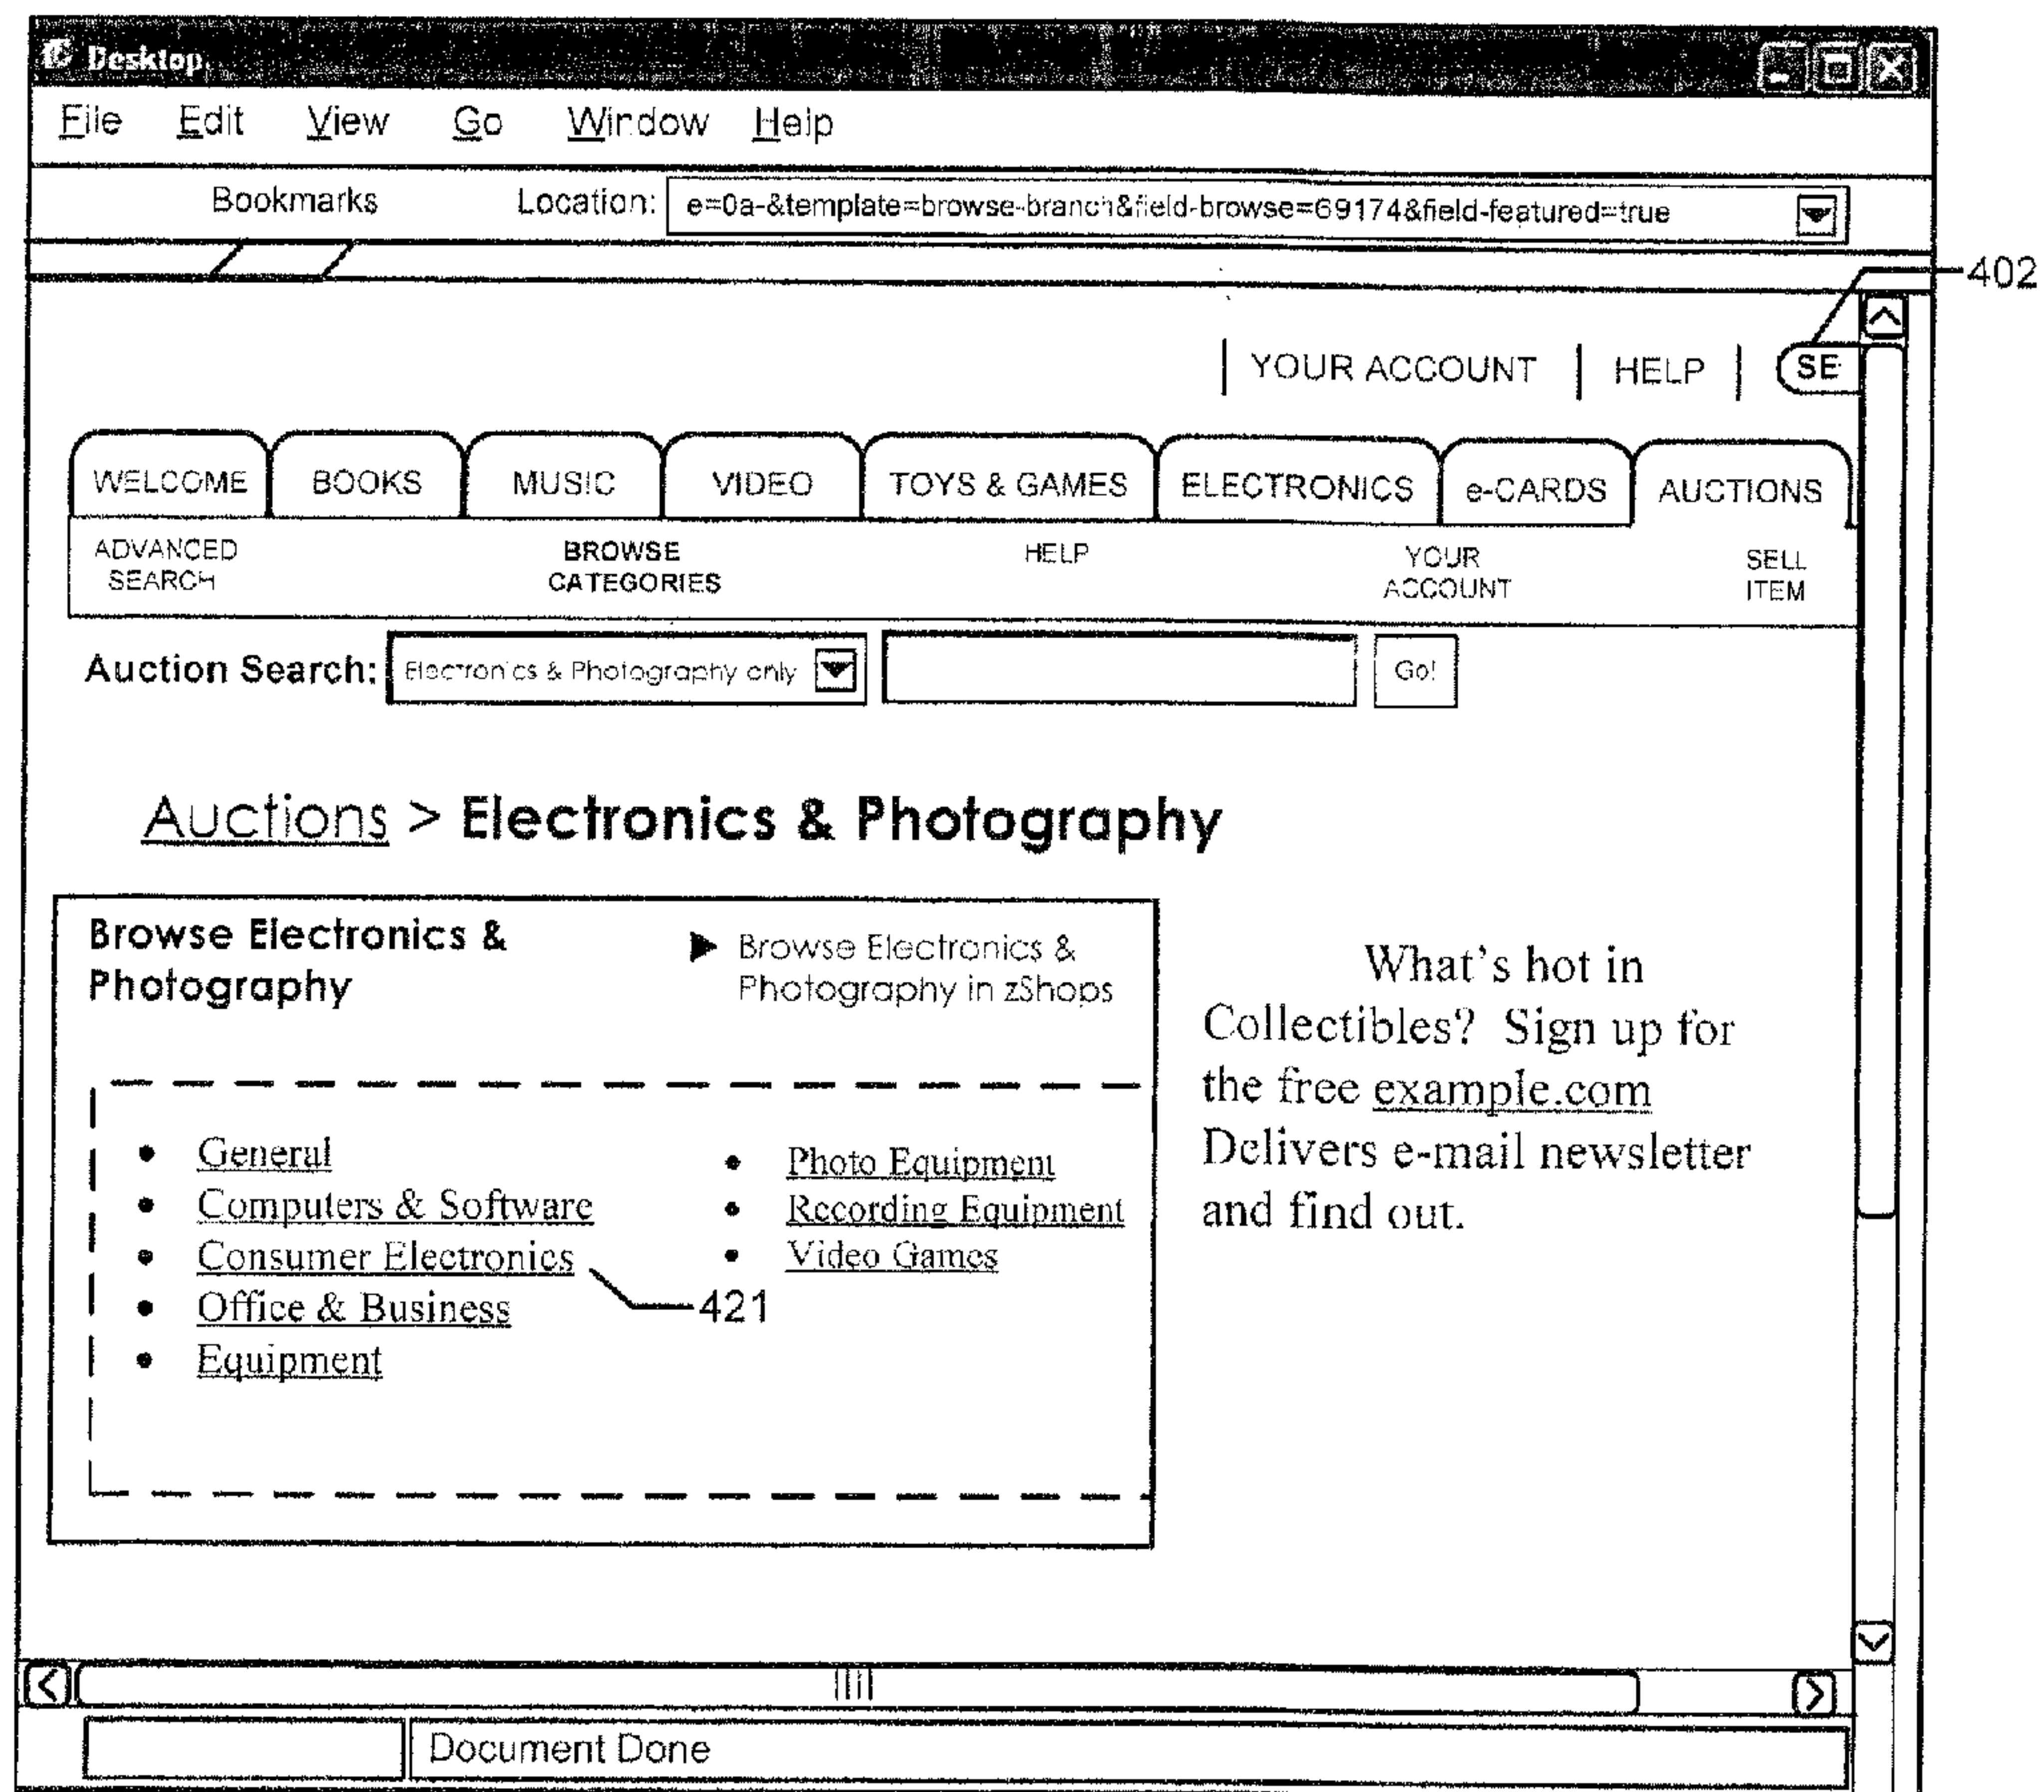 Desktop
File Edit View Go Window Help
Bookmarks Location: e=0a-&template=browse-branch&field-browse=69174&field-featured=true
402
YOUR ACCOUNT HELP SE
WELCOME BOOKS MUSIC VIDEO TOYS & GAMES ELECTRONICS e-CARDS AUCTIONS
ADVANCED SEARCH
BROWSE CATEGORIES
HELP
YOUR ACCOUNT
SELL ITEM
Auction Search: Electronics & Photography only Go!
Auctions > Electronics & Photography
Browse Electronics &
Photography
Browse Electronics &
Photography in zShops
• General
• Computers & Software
• Consumer Electronics
• Office & Business
• Equipment
421
• Photo Equipment
• Recording Equipment
• Video Games
What's hot in
Collectibles? Sign up for
the free example.com
Delivers e-mail newsletter
and find out.
Document Done